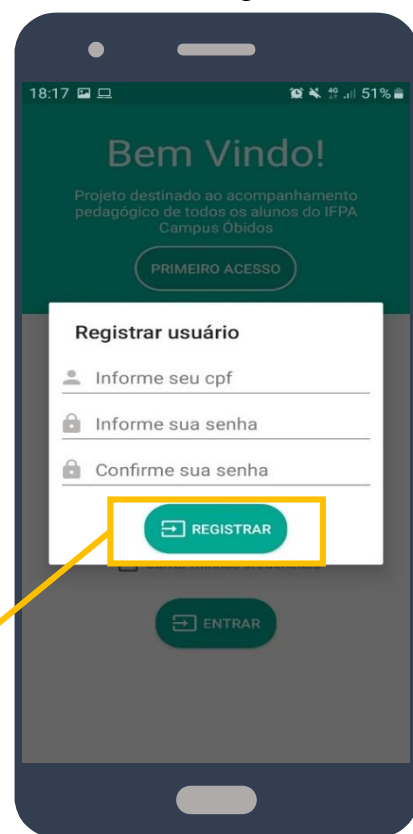 18:17
4G
51%
Bem Vindo!
Projeto destinado ao acompanhamento
pedagógico de todos os alunos do IFPA
Campus Óbidos
PRIMEIRO ACESSO
Registrar usuário
Informe seu cpf
Informe sua senha
Confirme sua senha
REGISTRAR
ENTRAR